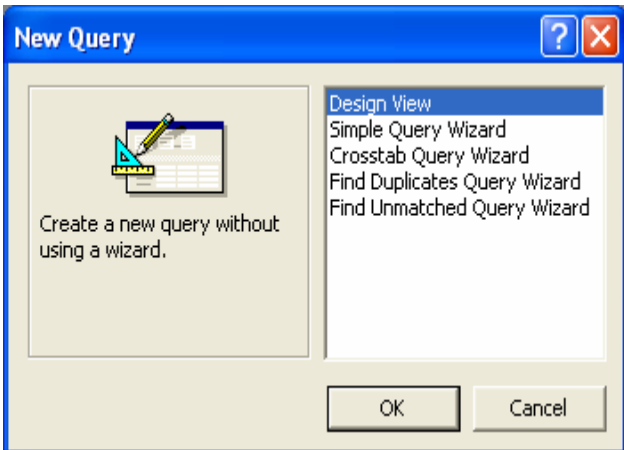 New Query
Create a new query without
using a wizard.
Design View
Simple Query Wizard
Crosstab Query Wizard
Find Duplicates Query Wizard
Find Unmatched Query Wizard
OK
Cancel